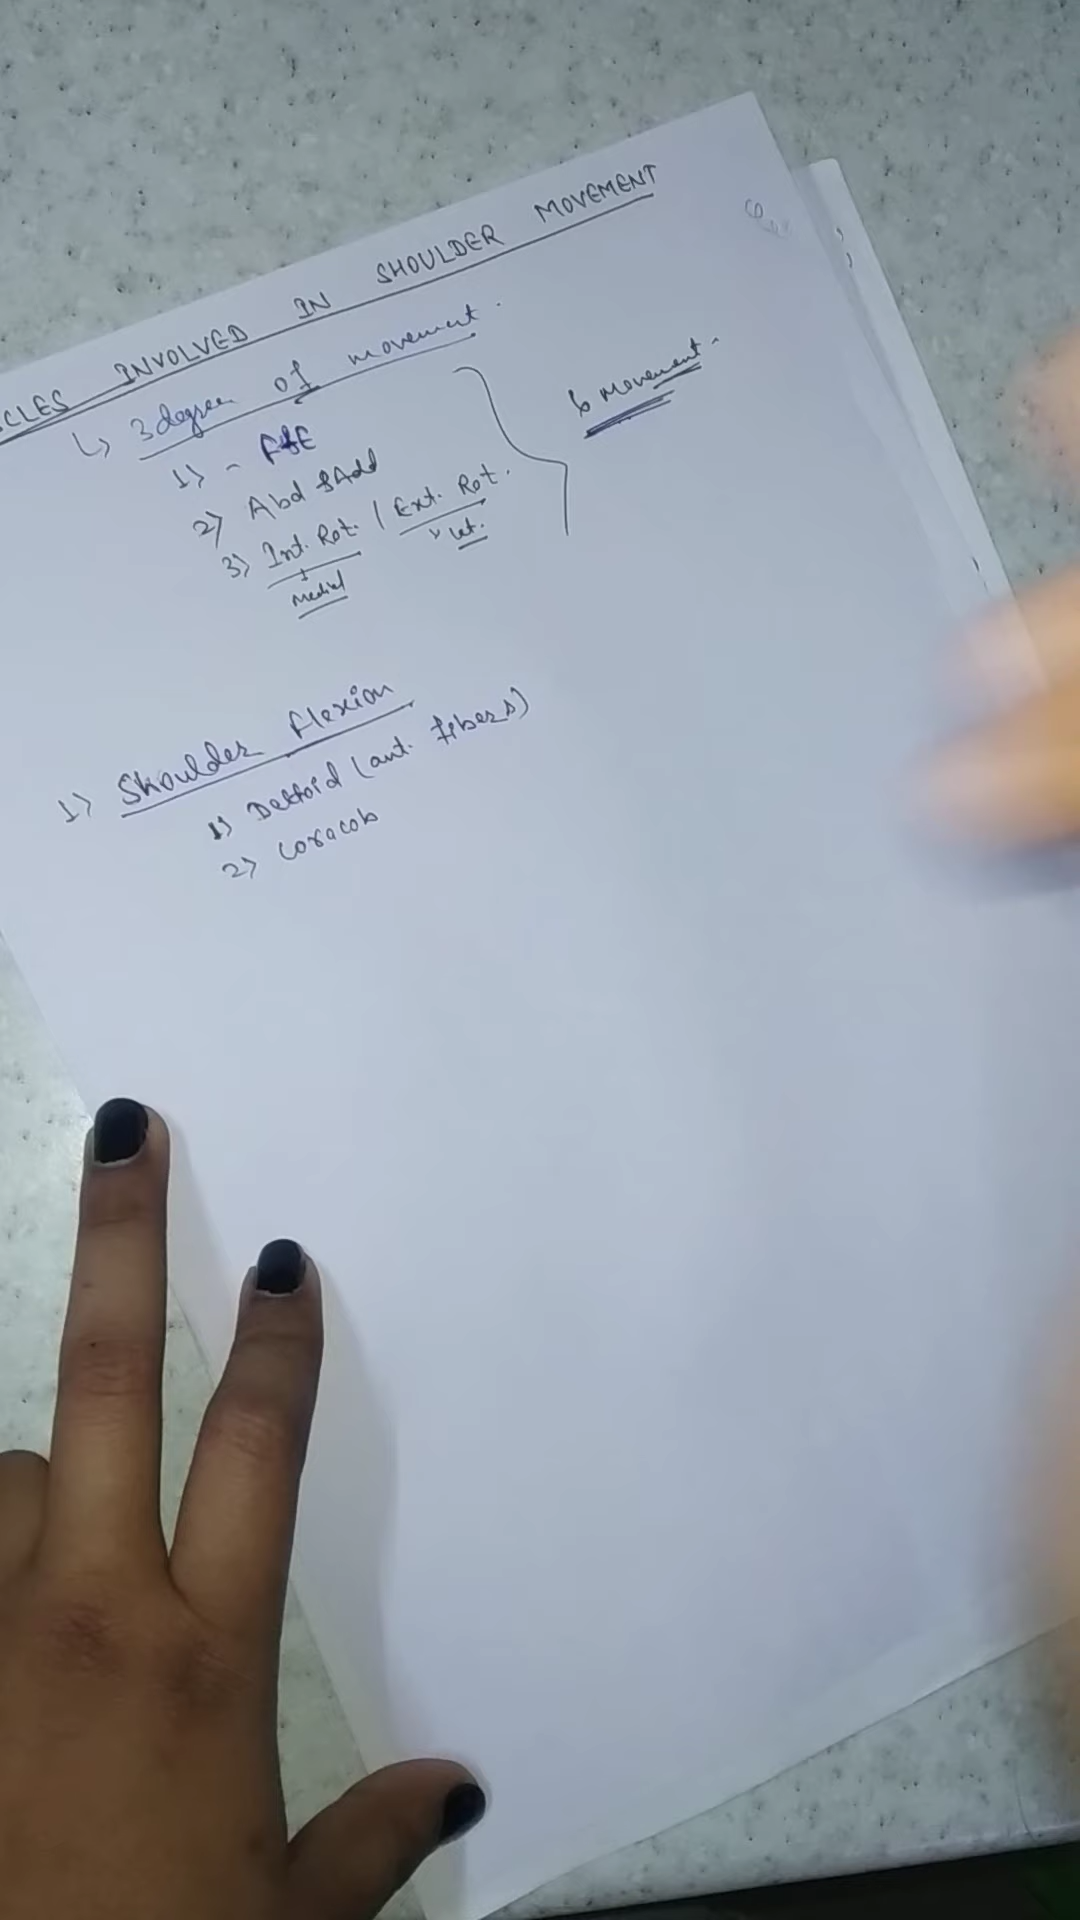 CLES INVOLVED IN SHOULDER MOVEMENT
↳ 3 degree of movement.
1) - F&E
2) Abd & Add
3) Int. Rot. / Ext. Rot.
Medial
lat.
6 movement.
1) Shoulder flexion
1) Deltoid (ant. fibers)
2) coracob